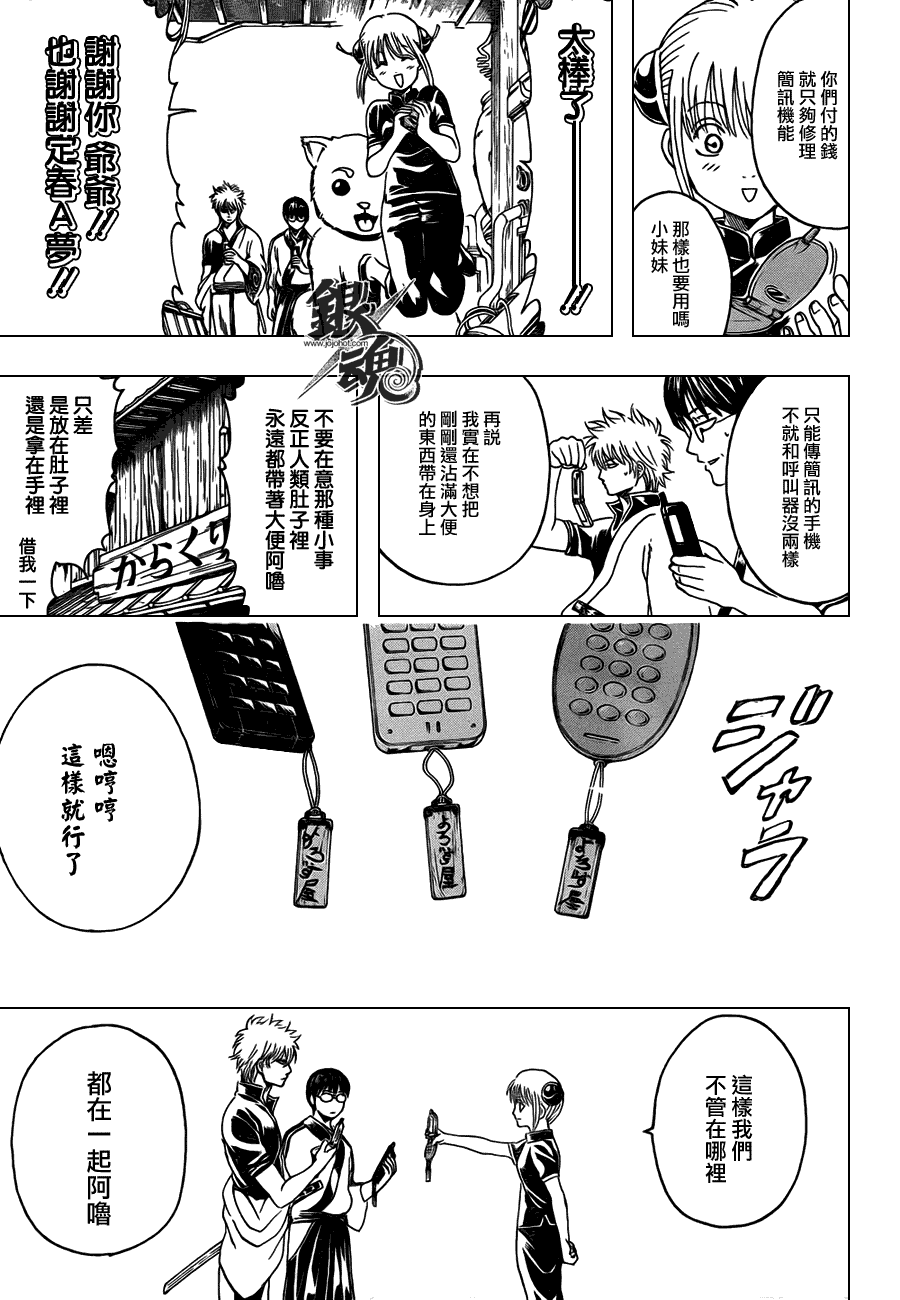 你們付的錢
就只夠修理
簡訊機能
那樣也要用嗎
小妹妹
太棒了——!!
謝謝你 爺爺!!
也謝謝定春A夢!!
銀魂
www.jojohot.com
只能傳簡訊的手機
不就和呼叫器沒兩樣
再說
我實在不想把
剛剛還沾滿大便
的東西帶在身上
不要在意那種小事
反正人類肚子裡
永遠都帶著大便阿嚕
只差
是放在肚子裡
還是拿在手裡
借我一下
からくり
ジャラ
よろず屋
よろず屋
よろず屋
嗯哼哼
這樣就行了
這樣我們
不管在哪裡
都在一起阿嚕